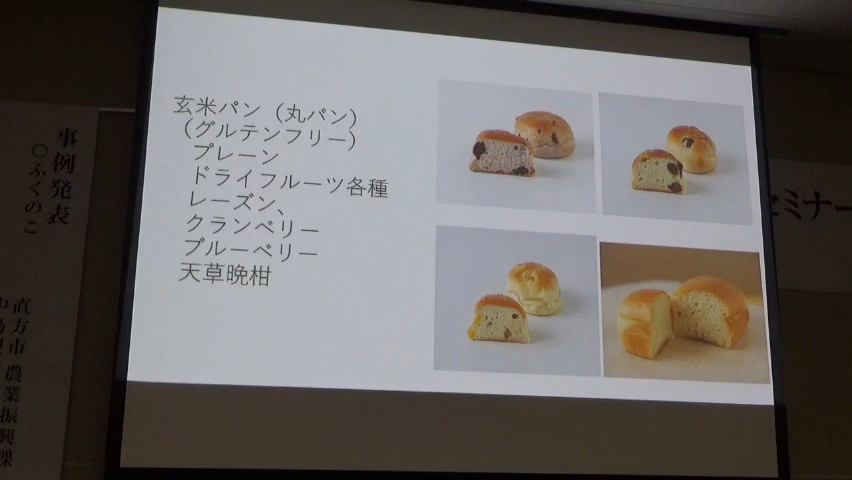 玄米パン（丸パン）
（グルテンフリー）
プレーン
ドライフルーツ各種
レーズン、
クランベリー
ブルーベリー
天草晩柑
事例発表
○ふくのこ
直方市 農業振興課
セミナー